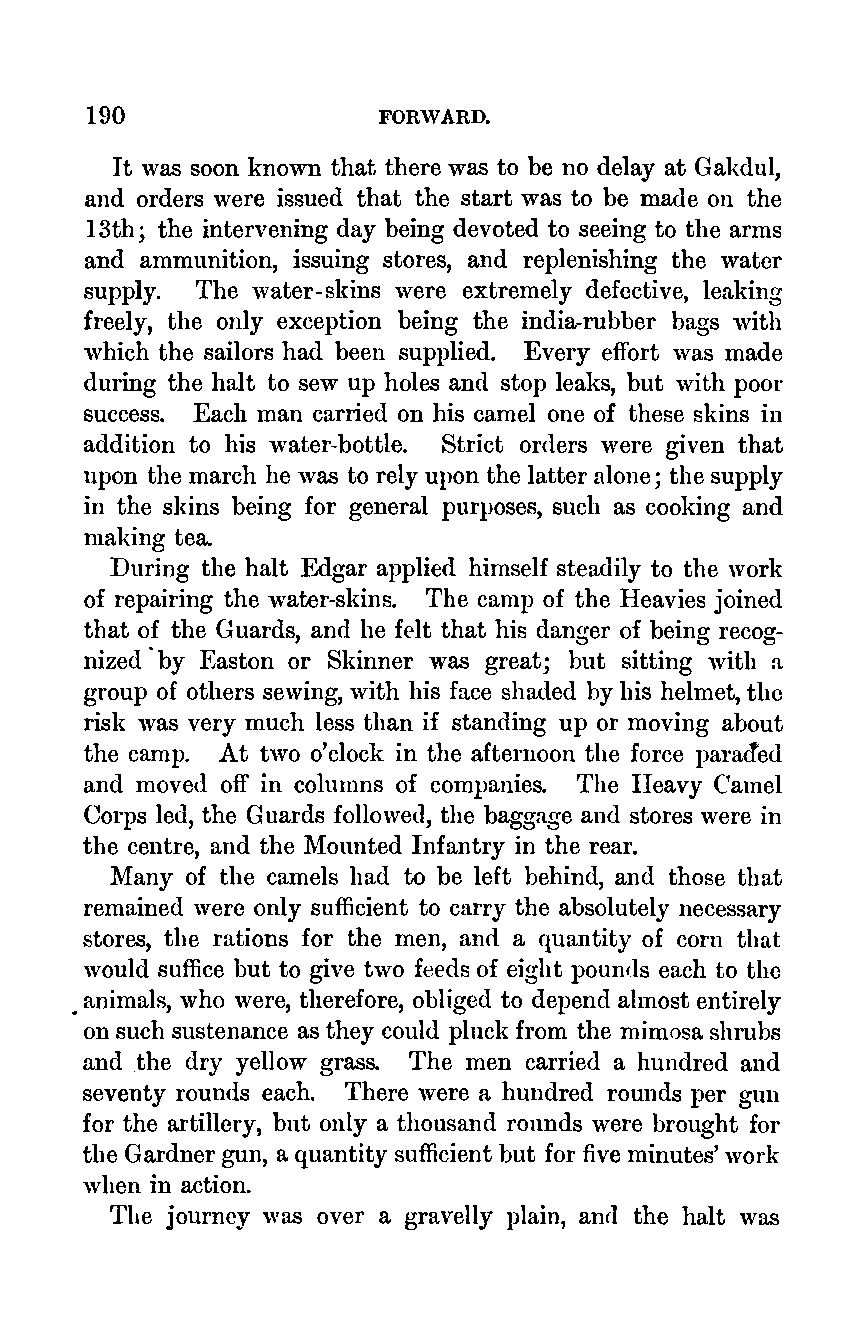 190 FORWARD.
It was soon known that there was to be no delay at Gakdul,
and orders were issued that the start was to be made on the
13th; the intervening day being devoted to seeing to the arms
and ammunition, issuing stores, and replenishing the water
supply. The water-skins were extremely defective, leaking
freely, the only exception being the india-rubber bags with
which the sailors had been supplied. Every effort was made
during the halt to sew up holes and stop leaks, but with poor
success. Each man carried on his camel one of these skins in
addition to his water-bottle. Strict orders were given that
upon the march he was to rely upon the latter alone; the supply
in the skins being for general purposes, such as cooking and
making tea.
During the halt Edgar applied himself steadily to the work
of repairing the water-skins. The camp of the Heavies joined
that of the Guards, and he felt that his danger of being recog-
nized by Easton or Skinner was great; but sitting with a
group of others sewing, with his face shaded by his helmet, the
risk was very much less than if standing up or moving about
the camp. At two o'clock in the afternoon the force paraded
and moved off in columns of companies. The Heavy Camel
Corps led, the Guards followed, the baggage and stores were in
the centre, and the Mounted Infantry in the rear.
Many of the camels had to be left behind, and those that
remained were only sufficient to carry the absolutely necessary
stores, the rations for the men, and a quantity of corn that
would suffice but to give two feeds of eight pounds each to the
animals, who were, therefore, obliged to depend almost entirely
on such sustenance as they could pluck from the mimosa shrubs
and the dry yellow grass. The men carried a hundred and
seventy rounds each. There were a hundred rounds per gun
for the artillery, but only a thousand rounds were brought for
the Gardner gun, a quantity sufficient but for five minutes' work
when in action.
The journey was over a gravelly plain, and the halt was